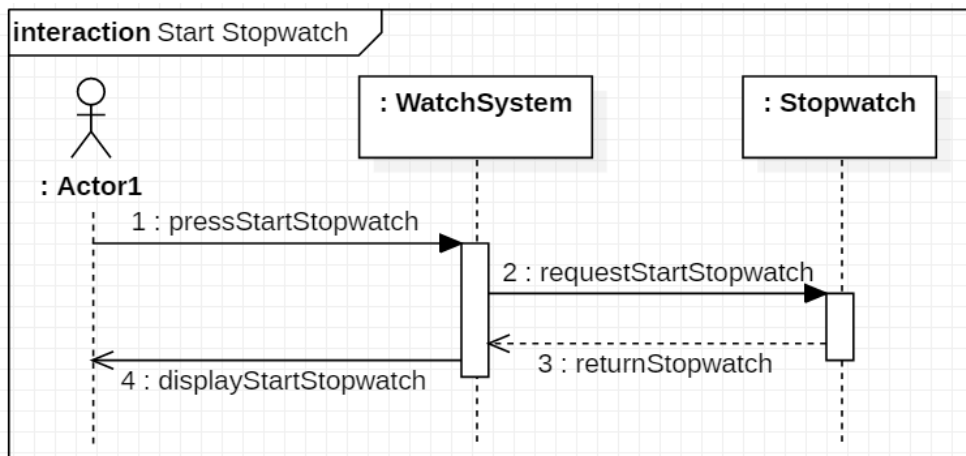 interaction Start Stopwatch
: WatchSystem
: Stopwatch
: Actor1
1 : pressStartStopwatch
2 : requestStartStopwatch
3 : returnStopwatch
4 : displayStartStopwatch